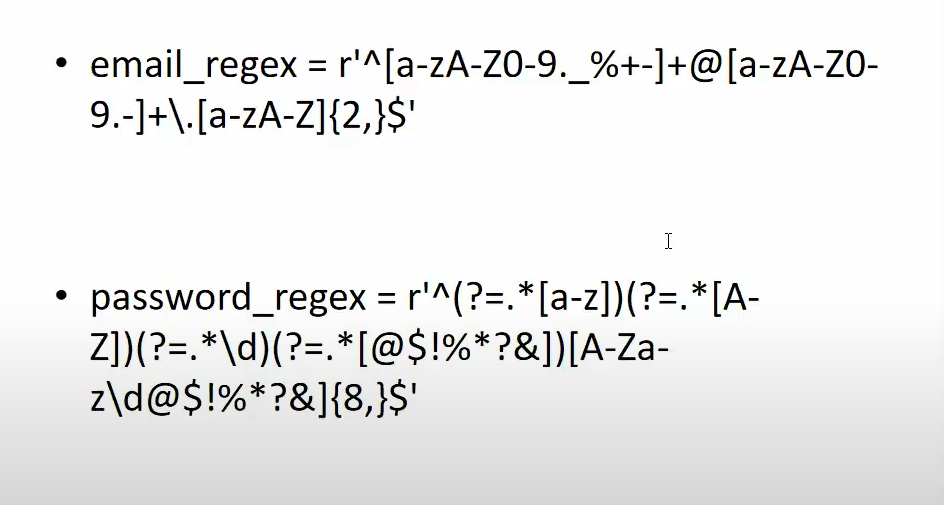 • email_regex = r'^[a-zA-Z0-9._%+-]+@[a-zA-Z0-
9.-]+\.[a-zA-Z]{2,}$'
• password_regex = r'^(?=.*[a-z])(?=.*[A-
Z])(?=.*\d)(?=.*[@$!%*?&])[A-Za-
z\d@$!%*?&]{8,}$'